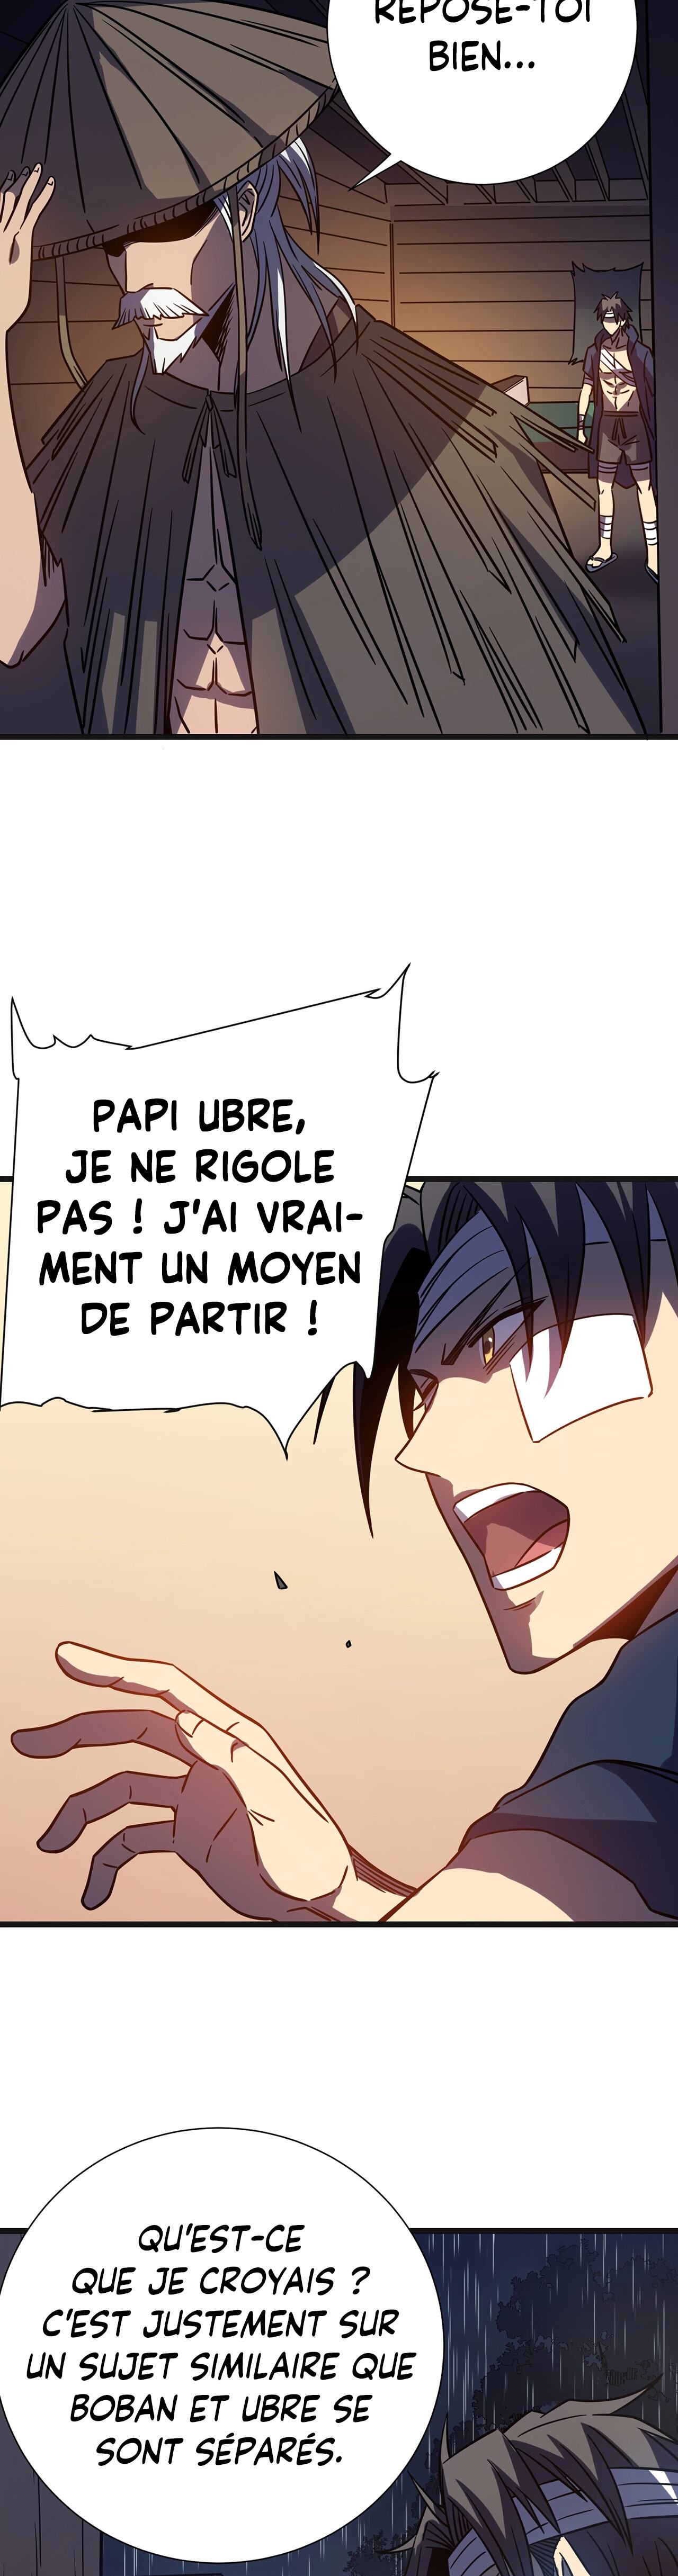 REPOSE-TOI
BIEN...
PAPI UBRE,
JE NE RIGOLE
PAS ! J'AI VRAI-
MENT UN MOYEN
DE PARTIR !
QU'EST-CE
QUE JE CROYAIS ?
C'EST JUSTEMENT SUR
UN SUJET SIMILAIRE QUE
BOBAN ET UBRE SE
SONT SÉPARÉS.